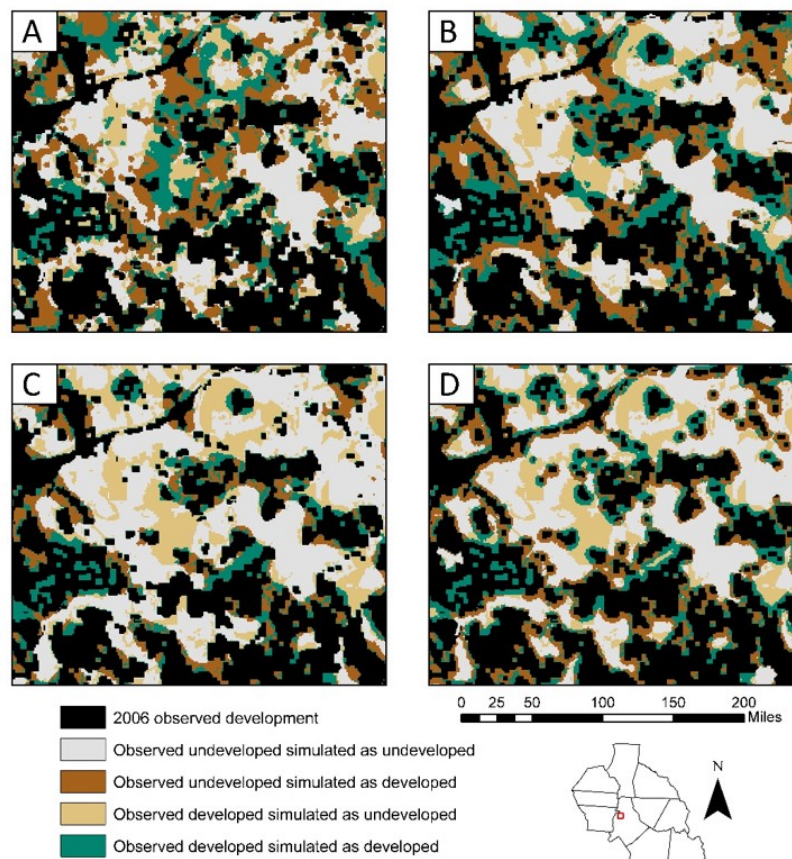 A
B
C
D
0 25 50 100 150 200
Miles
2006 observed development
Observed undeveloped simulated as undeveloped
Observed undeveloped simulated as developed
Observed developed simulated as undeveloped
Observed developed simulated as developed
N